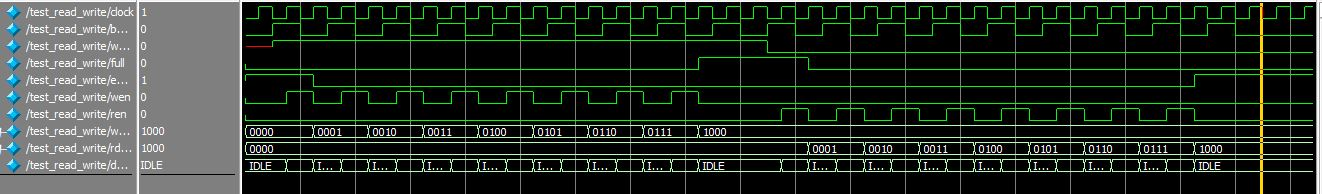 /test_read_write/clock 1
/test_read_write/b... 0
/test_read_write/w... 0
/test_read_write/full 0
/test_read_write/e... 1
/test_read_write/wen 0
/test_read_write/ren 0
/test_read_write/w... 1000 0000 0001 0010 0011 0100 0101 0110 0111 1000
/test_read_write/rd... 1000 0000 0001 0010 0011 0100 0101 0110 0111 1000
/test_read_write/d... IDLE IDLE I... I... I... I... I... I... I... IDLE I... I... I... I... I... I... I... IDLE